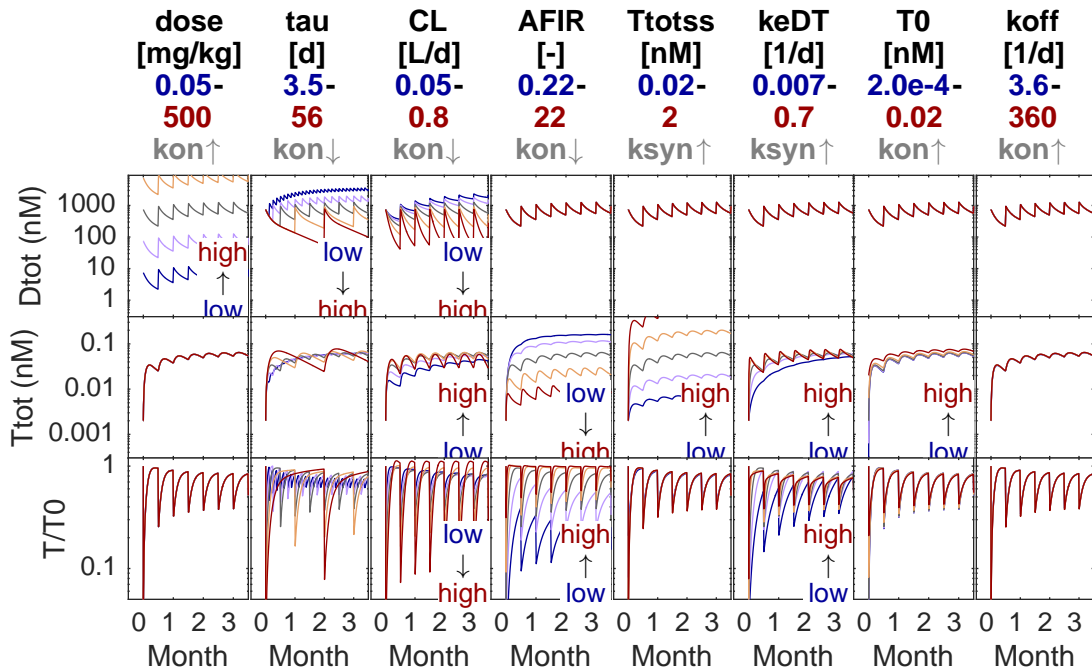 dose tau CL AFIR Ttotss keDT T0 koff
[mg/kg] [d] [L/d] [-] [nM] [1/d] [nM] [1/d]
0.05- 3.5- 0.05- 0.22- 0.02- 0.007- 2.0e-4- 3.6-
500 56 0.8 22 2 0.7 0.02 360
kon↑ kon↓ kon↓ kon↓ ksyn↑ ksyn↑ kon↑ kon↑
Dtot (nM)
1000
100
10
1
high ↑ low
low ↓ high
low ↓ high
Ttot (nM)
0.1
0.01
0.001
high ↑ low
low ↓ high
high ↑ low
high ↑ low
high ↑ low
T/T0
1
0.1
low ↓ high
high ↑ low
high ↑ low
0 1 2 3 0 1 2 3 0 1 2 3 0 1 2 3 0 1 2 3 0 1 2 3 0 1 2 3 0 1 2 3
Month Month Month Month Month Month Month Month